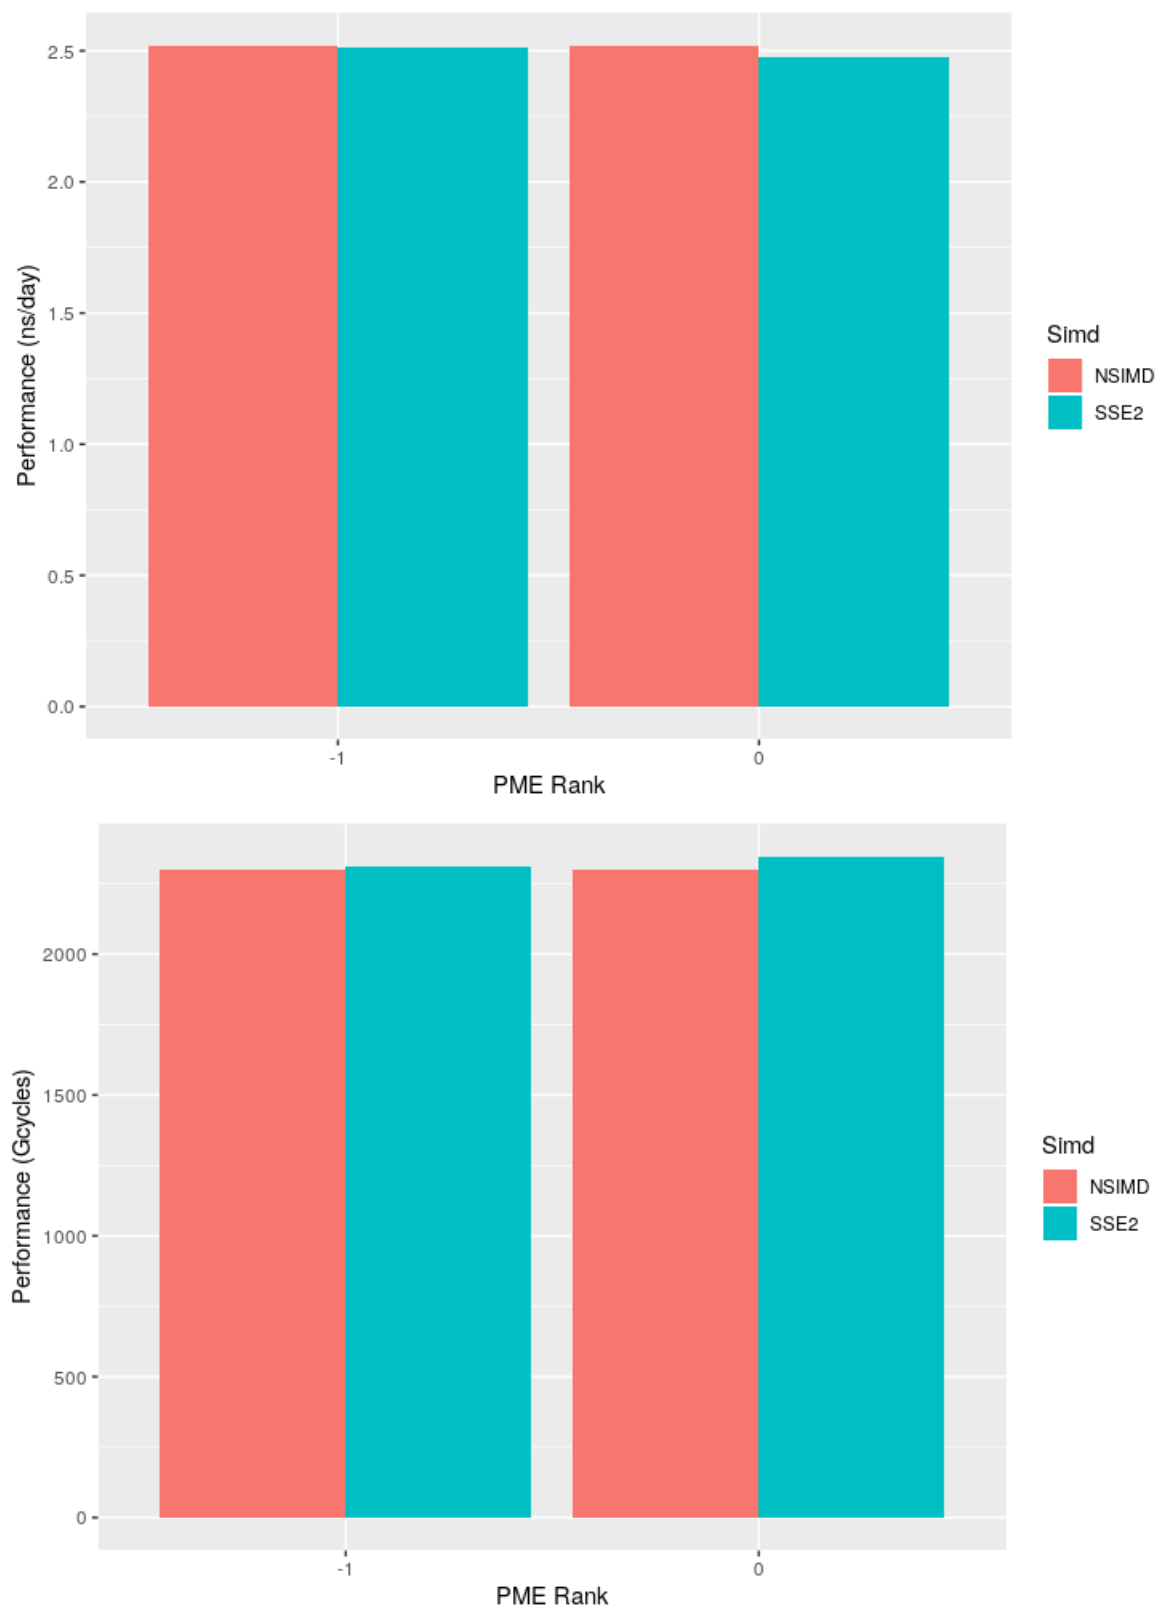 2.5
2.0
1.5
1.0
0.5
0.0
Performance (ns/day)
-1
0
PME Rank
Simd
NSIMD
SSE2
2000
1500
1000
500
0
Performance (Gcycles)
-1
0
PME Rank
Simd
NSIMD
SSE2